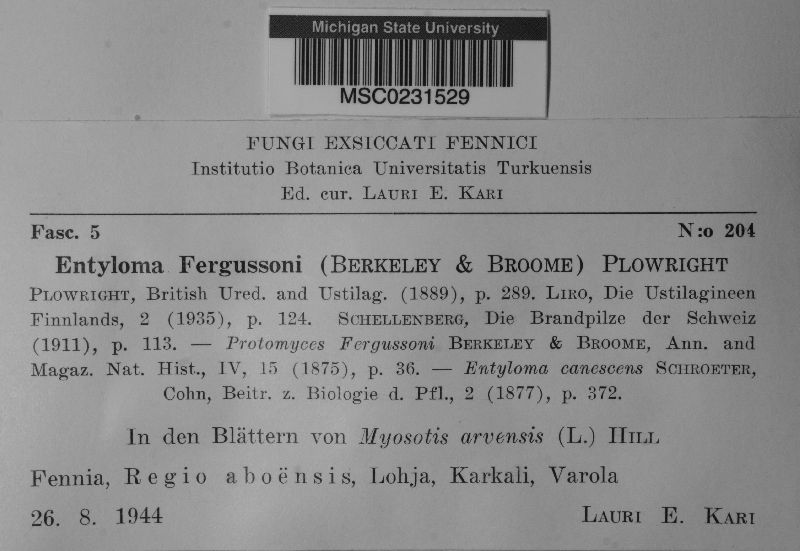 Michigan State University
MSC0231529
FUNGI EXSICCATI FENNICI
Institutio Botanica Universitatis Turkuensis
Ed. cur. LAURI E. KARI
Fasc. 5 N:o 204
Entyloma Fergussoni (BERKELEY & BROOME) PLOWRIGHT
PLOWRIGHT, British Ured. and Ustilag. (1889), p. 289. LIRO, Die Ustilagineen
Finnlands, 2 (1935), p. 124. SCHELLENBERG, Die Brandpilze der Schweiz
(1911), p. 113. — Protomyces Fergussoni BERKELEY & BROOME, Ann. and
Magaz. Nat. Hist., IV, 15 (1875), p. 36. — Entyloma canescens SCHROETER,
Cohn, Beitr. z. Biologie d. Pfl., 2 (1877), p. 372.
In den Blättern von Myosotis arvensis (L.) HILL
Fennia, Regio aboënsis, Lohja, Karkali, Varola
26. 8. 1944 LAURI E. KARI